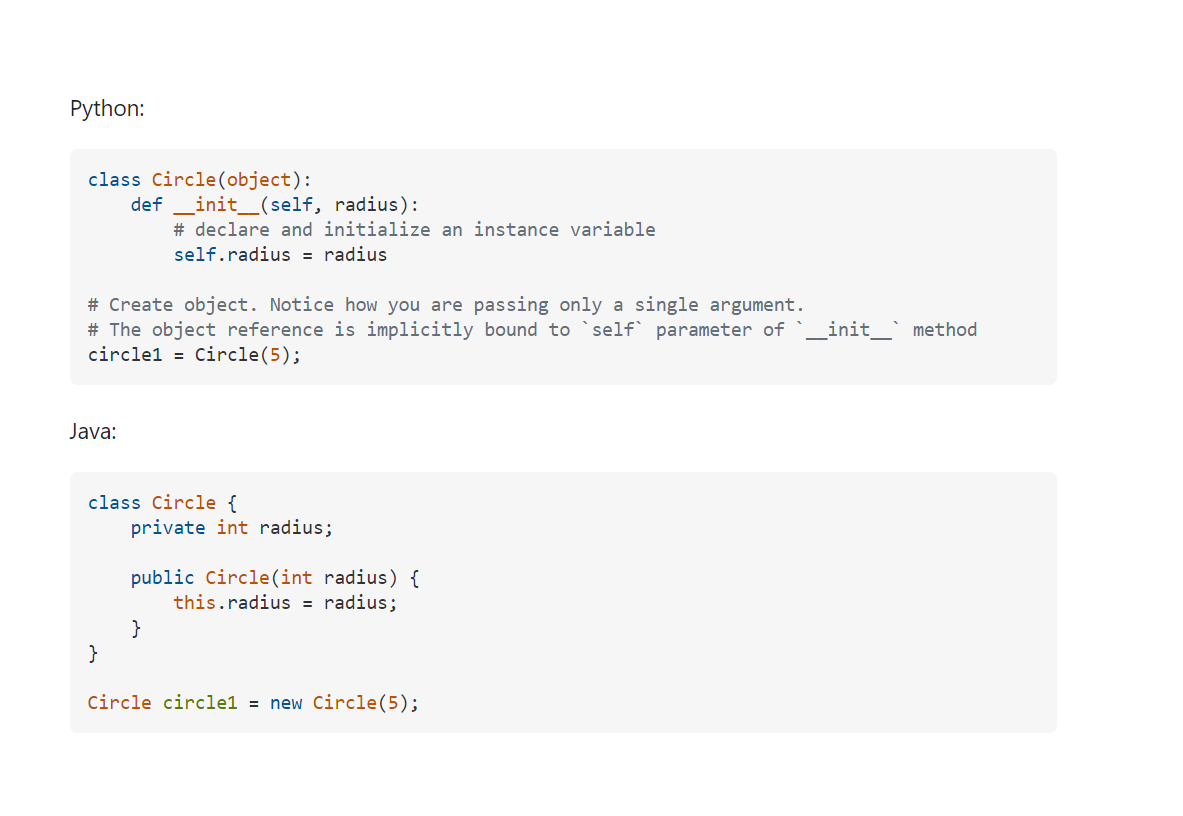 Python:
class Circle(object):
    def __init__(self, radius):
        # declare and initialize an instance variable
        self.radius = radius

# Create object. Notice how you are passing only a single argument.
# The object reference is implicitly bound to `self` parameter of `__init__` method
circle1 = Circle(5);
Java:
class Circle {
    private int radius;

    public Circle(int radius) {
        this.radius = radius;
    }
}

Circle circle1 = new Circle(5);